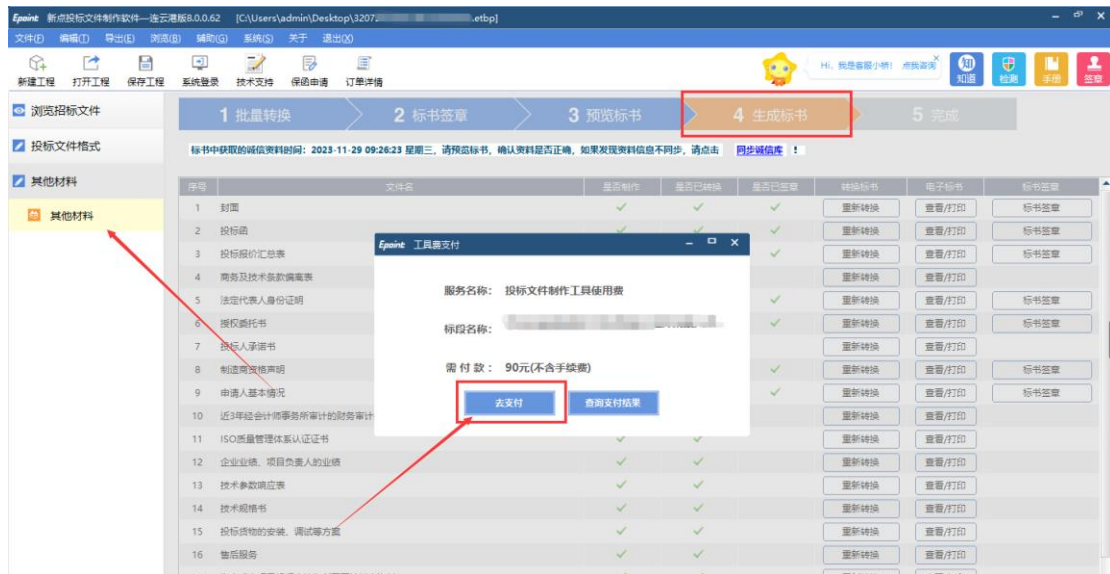 Epoint 新点投标文件制作软件—连云港版8.0.0.62 [C:\Users\admin\Desktop\3207 .etbp]
文件(F) 编辑(J) 导出(E) 浏览(B) 辅助(G) 系统(S) 关于 退出(X)
新建工程 打开工程 保存工程 系统登录 技术支持 保函申请 订单详情 Hi,我是客服小娇! 点我咨询 知道 检测 手册 签章
浏览招标文件
投标文件格式
其他材料
其他材料
1 批量转换 2 标书签章 3 预览标书 4 生成标书 5 完成
标书中获取的诚信资料时间:2023-11-29 09:26:23 星期三,请预览标书,确认资料是否正确,如果发现资料信息不同步,请点击 同步诚信库 !
序号 文件名 是否制作 是否已转换 是否已签章 转换标书 电子标书 标书签章
1 封面 重新转换 查看/打印 标书签章
2 投标函 重新转换 查看/打印 标书签章
3 投标报价汇总表 重新转换 查看/打印 标书签章
4 商务及技术条款偏离表 重新转换 查看/打印
5 法定代表人身份证明 重新转换 查看/打印 标书签章
6 授权委托书 重新转换 查看/打印 标书签章
7 投标人承诺书 重新转换 查看/打印
8 制造商资格声明 重新转换 查看/打印 标书签章
9 申请人基本情况 重新转换 查看/打印 标书签章
10 近3年经会计师事务所审计的财务审计 重新转换 查看/打印
11 ISO质量管理体系认证证书 重新转换 查看/打印
12 企业业绩、项目负责人的业绩 重新转换 查看/打印
13 技术参数响应表 重新转换 查看/打印
14 技术规格书 重新转换 查看/打印
15 投标货物的安装、调试等方案 重新转换 查看/打印
16 售后服务 重新转换 查看/打印
Epoint 工具费支付
服务名称: 投标文件制作工具使用费
标段名称:
需付款: 90元(不含手续费)
去支付 查询支付结果